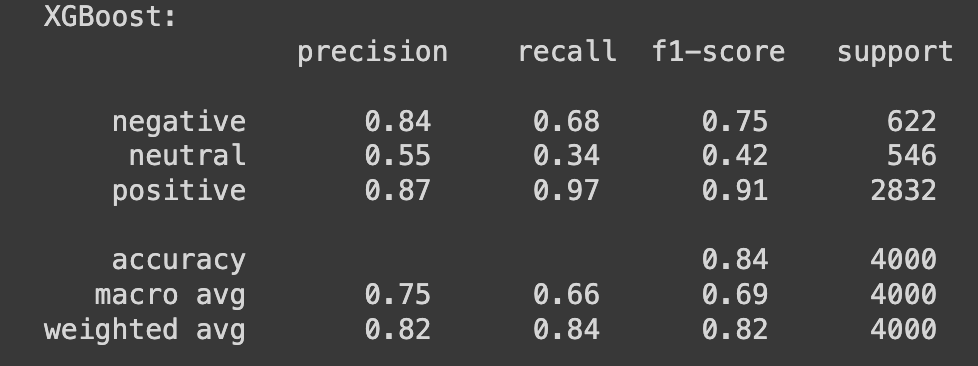 XGBoost:
precision recall f1-score support
negative 0.84 0.68 0.75 622
neutral 0.55 0.34 0.42 546
positive 0.87 0.97 0.91 2832
accuracy 0.84 4000
macro avg 0.75 0.66 0.69 4000
weighted avg 0.82 0.84 0.82 4000